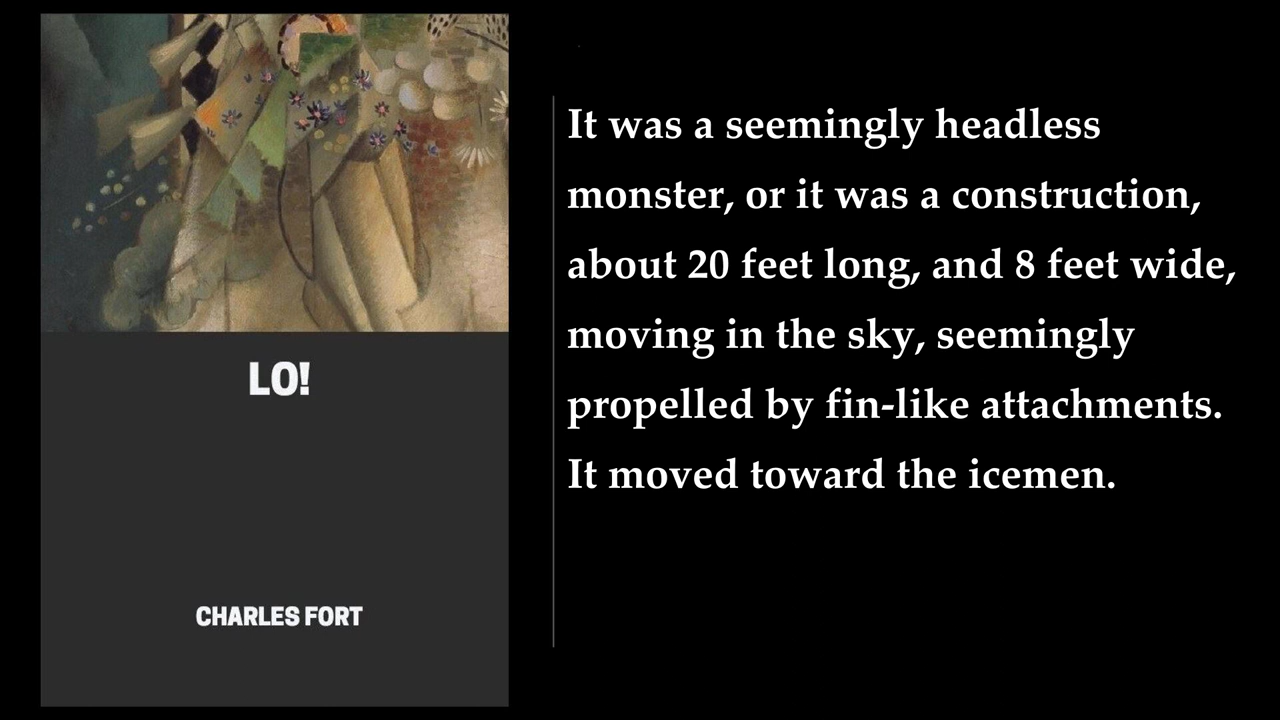 LO!
CHARLES FORT
It was a seemingly headless
monster, or it was a construction,
about 20 feet long, and 8 feet wide,
moving in the sky, seemingly
propelled by fin-like attachments.
It moved toward the icemen.